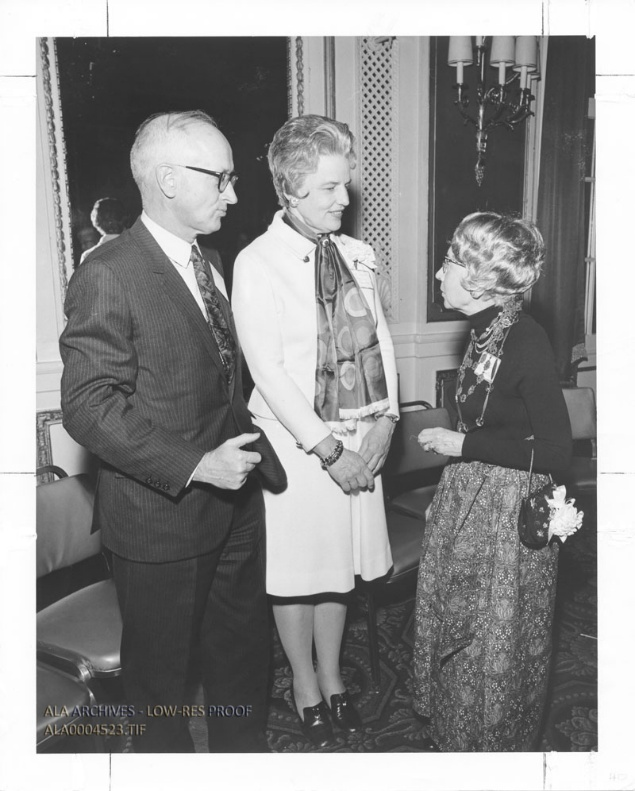 ALA ARCHIVES - LOW-RES PROOF
ALA0004523.TIF